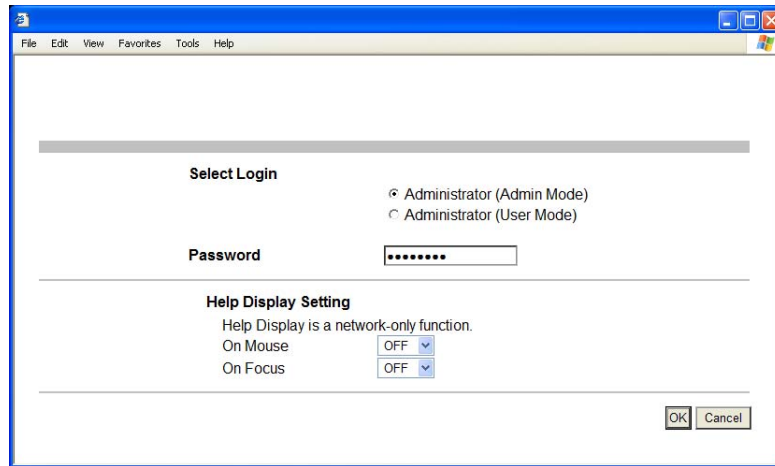 File Edit View Favorites Tools Help
Select Login
Administrator (Admin Mode)
Administrator (User Mode)
Password
Help Display Setting
Help Display is a network-only function.
On Mouse OFF
On Focus OFF
OK Cancel